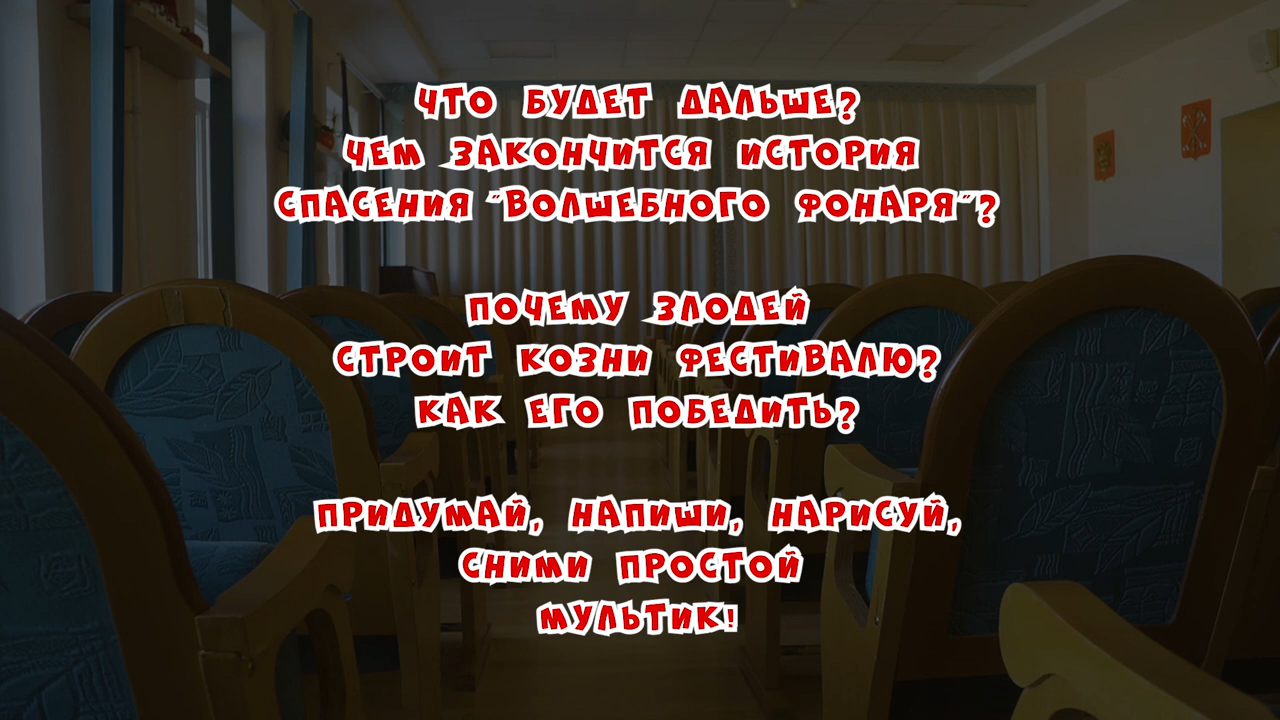 ЧТО БУДЕТ ДАЛЬШЕ?
ЧЕМ ЗАКОНЧИТСЯ ИСТОРИЯ
СПАСЕНИЯ "ВОЛШЕБНОГО ФОНАРЯ"?
ПОЧЕМУ ЗЛОДЕЙ
СТРОИТ КОЗНИ ФЕСТИВАЛЮ?
КАК ЕГО ПОБЕДИТЬ?
ПРИДУМАЙ, НАПИШИ, НАРИСУЙ,
СНИМИ ПРОСТОЙ
МУЛЬТИК!